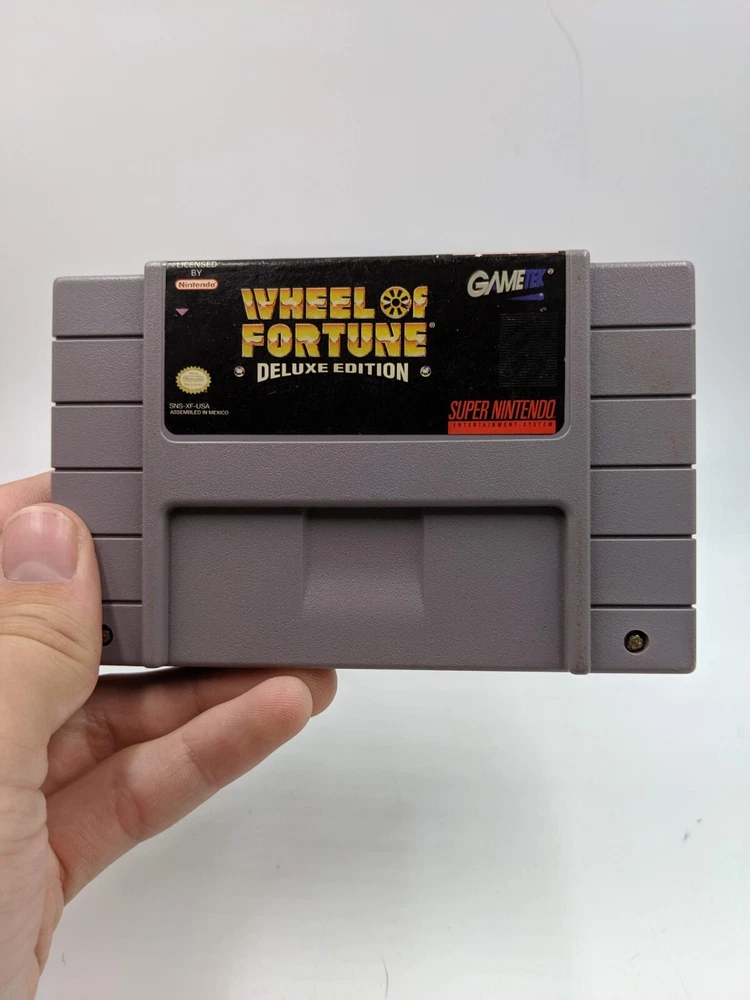 LICENSED
BY
Nintendo
GAMETEK®
WHEEL OF
FORTUNE®
DELUXE EDITION
SNS-XF-USA
ASSEMBLED IN MEXICO
SUPER NINTENDO
ENTERTAINMENT SYSTEM